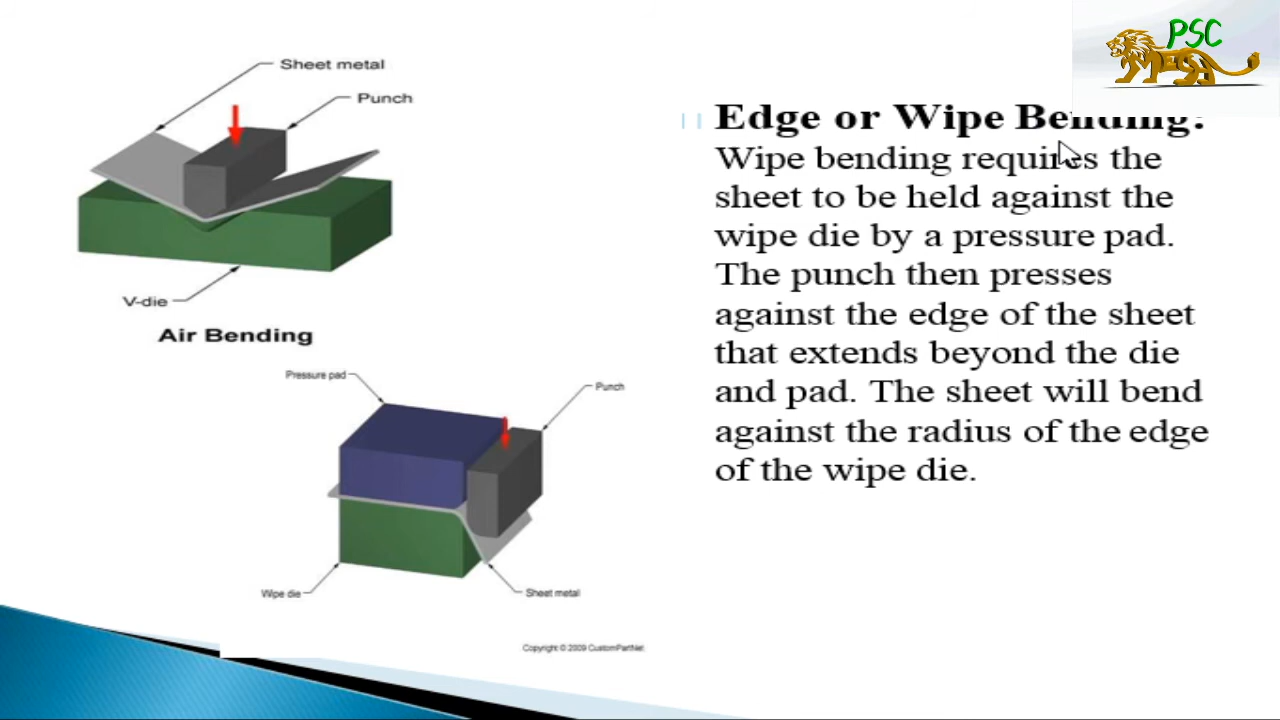 PSC
Sheet metal
Punch
V-die
Air Bending
Pressure pad
Punch
Wipe die
Sheet metal
Copyright © 2009 CustomPartNet
Edge or Wipe Bending:
Wipe bending requires the
sheet to be held against the
wipe die by a pressure pad.
The punch then presses
against the edge of the sheet
that extends beyond the die
and pad. The sheet will bend
against the radius of the edge
of the wipe die.